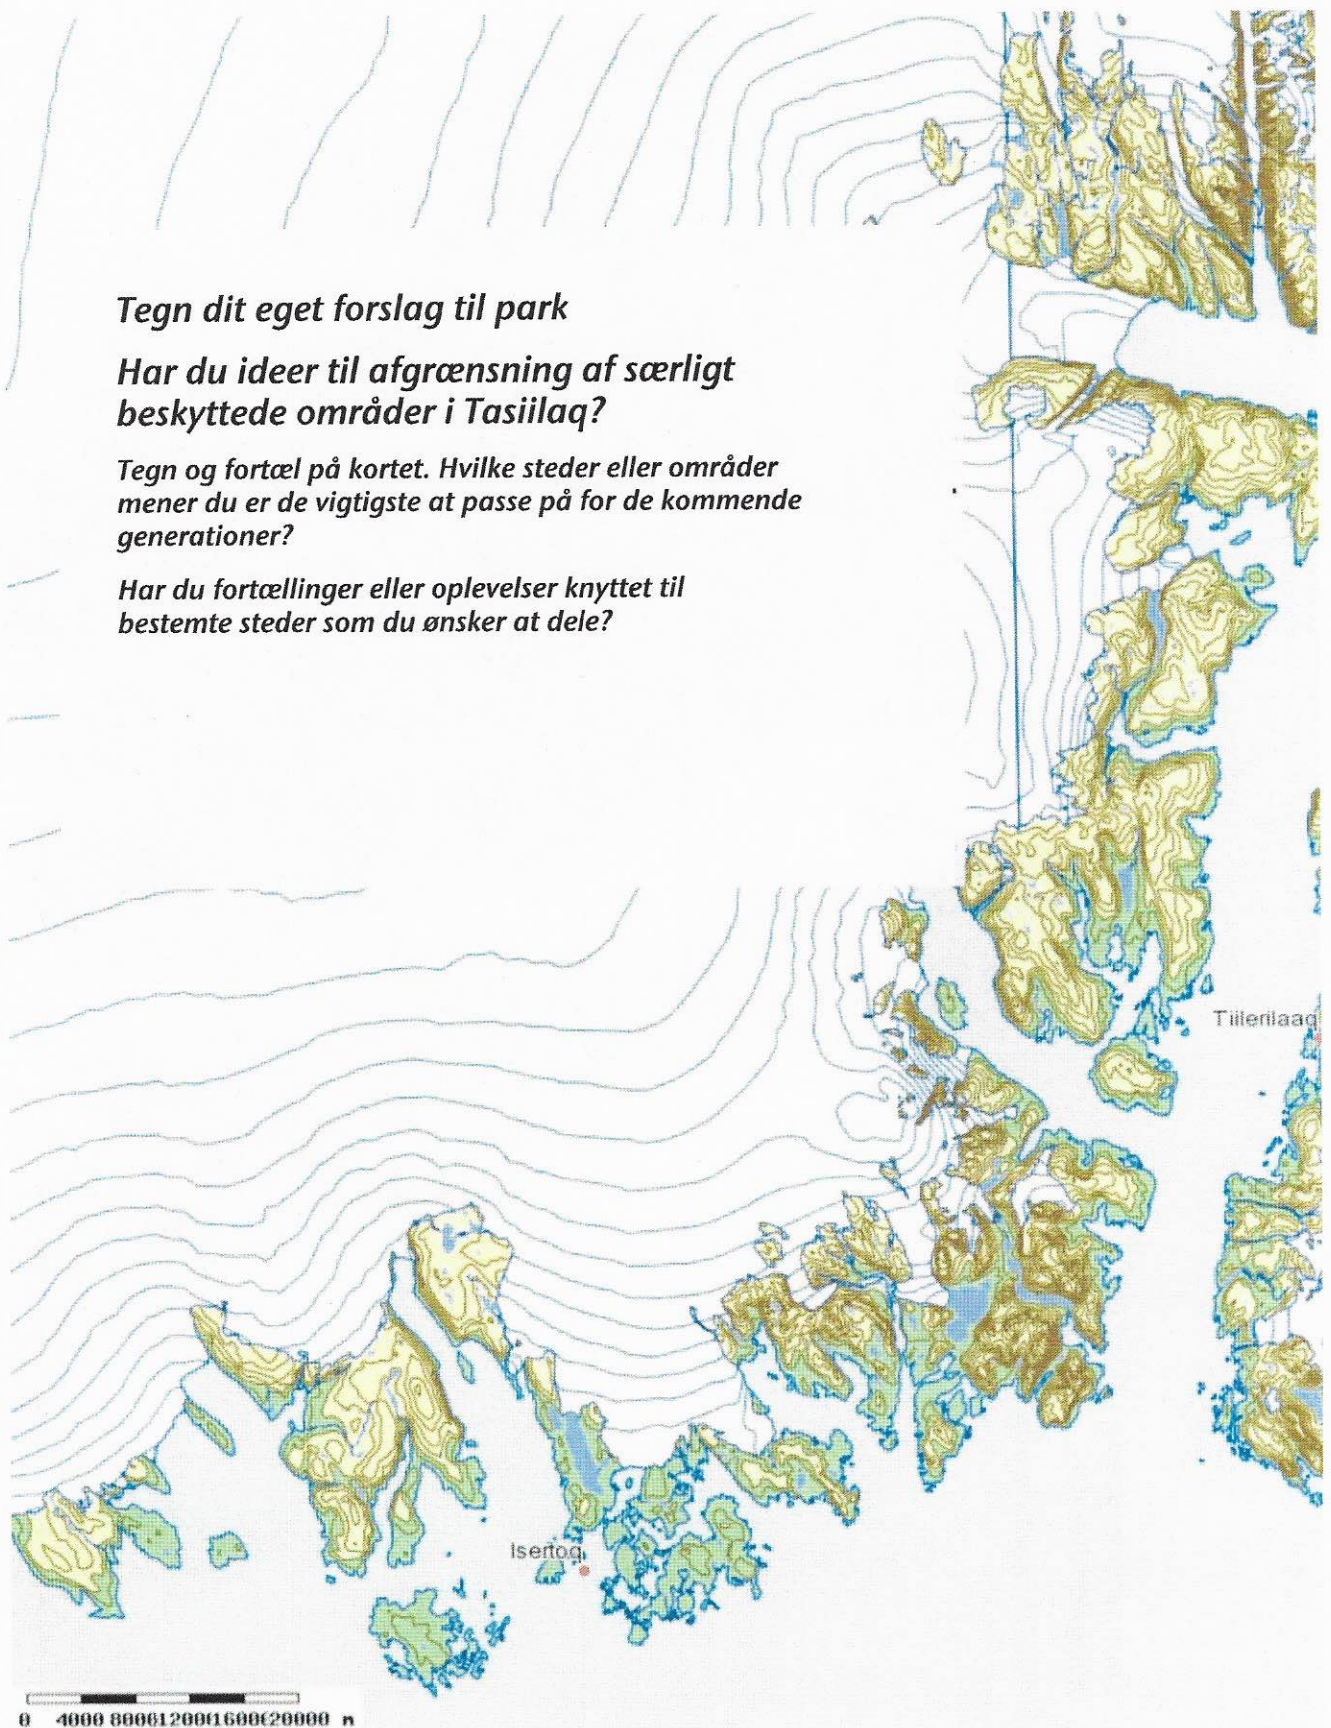 Tegn dit eget forslag til park
Har du ideer til afgrænsning af særligt
beskyttede områder i Tasiilaq?
Tegn og fortæl på kortet. Hvilke steder eller områder
mener du er de vigtigste at passe på for de kommende
generationer?
Har du fortællinger eller oplevelser knyttet til
bestemte steder som du ønsker at dele?
Tiilerilaaq
Isertoq
0 4000 8000 12000 16000 20000 m